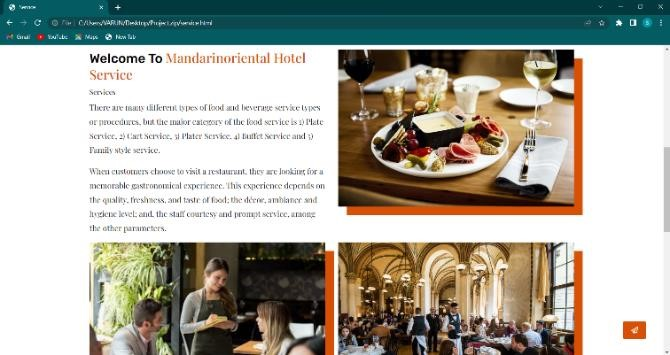 Service
File
C:/Users/VARUN/Desktop/Project.zip/service.html
Gmail
YouTube
Maps
New Tab
Welcome To Mandarinoriental Hotel
Service
Services
There are many different types of food and beverage service types
or procedures, but the major category of the food service is 1) Plate
Service, 2) Cart Service, 3) Plater Service, 4) Buffet Service and 5)
Family style service.
When customers choose to visit a restaurant, they are looking for a
memorable gastronomical experience. This experience depends on
the quality, freshness, and taste of food; the décor, ambiance and
hygiene level; and, the staff courtesy and prompt service, among
the other parameters.